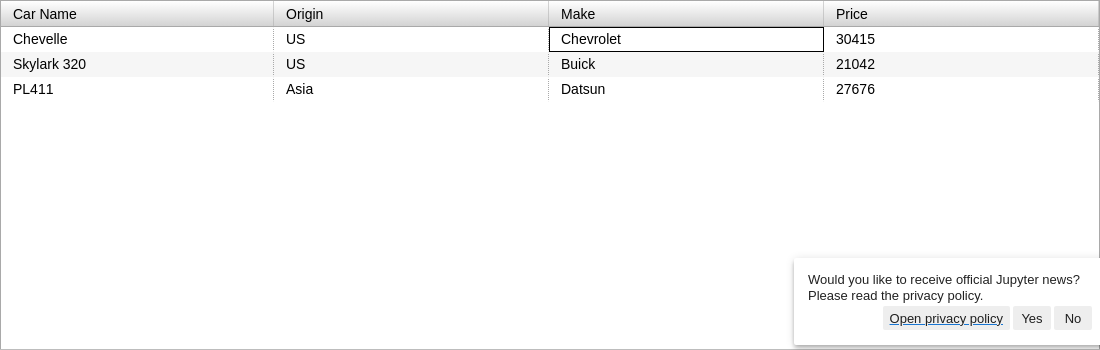 Car Name Origin Make Price
Chevelle US Chevrolet 30415
Skylark 320 US Buick 21042
PL411 Asia Datsun 27676
Would you like to receive official Jupyter news?
Please read the privacy policy.
Open privacy policy Yes No